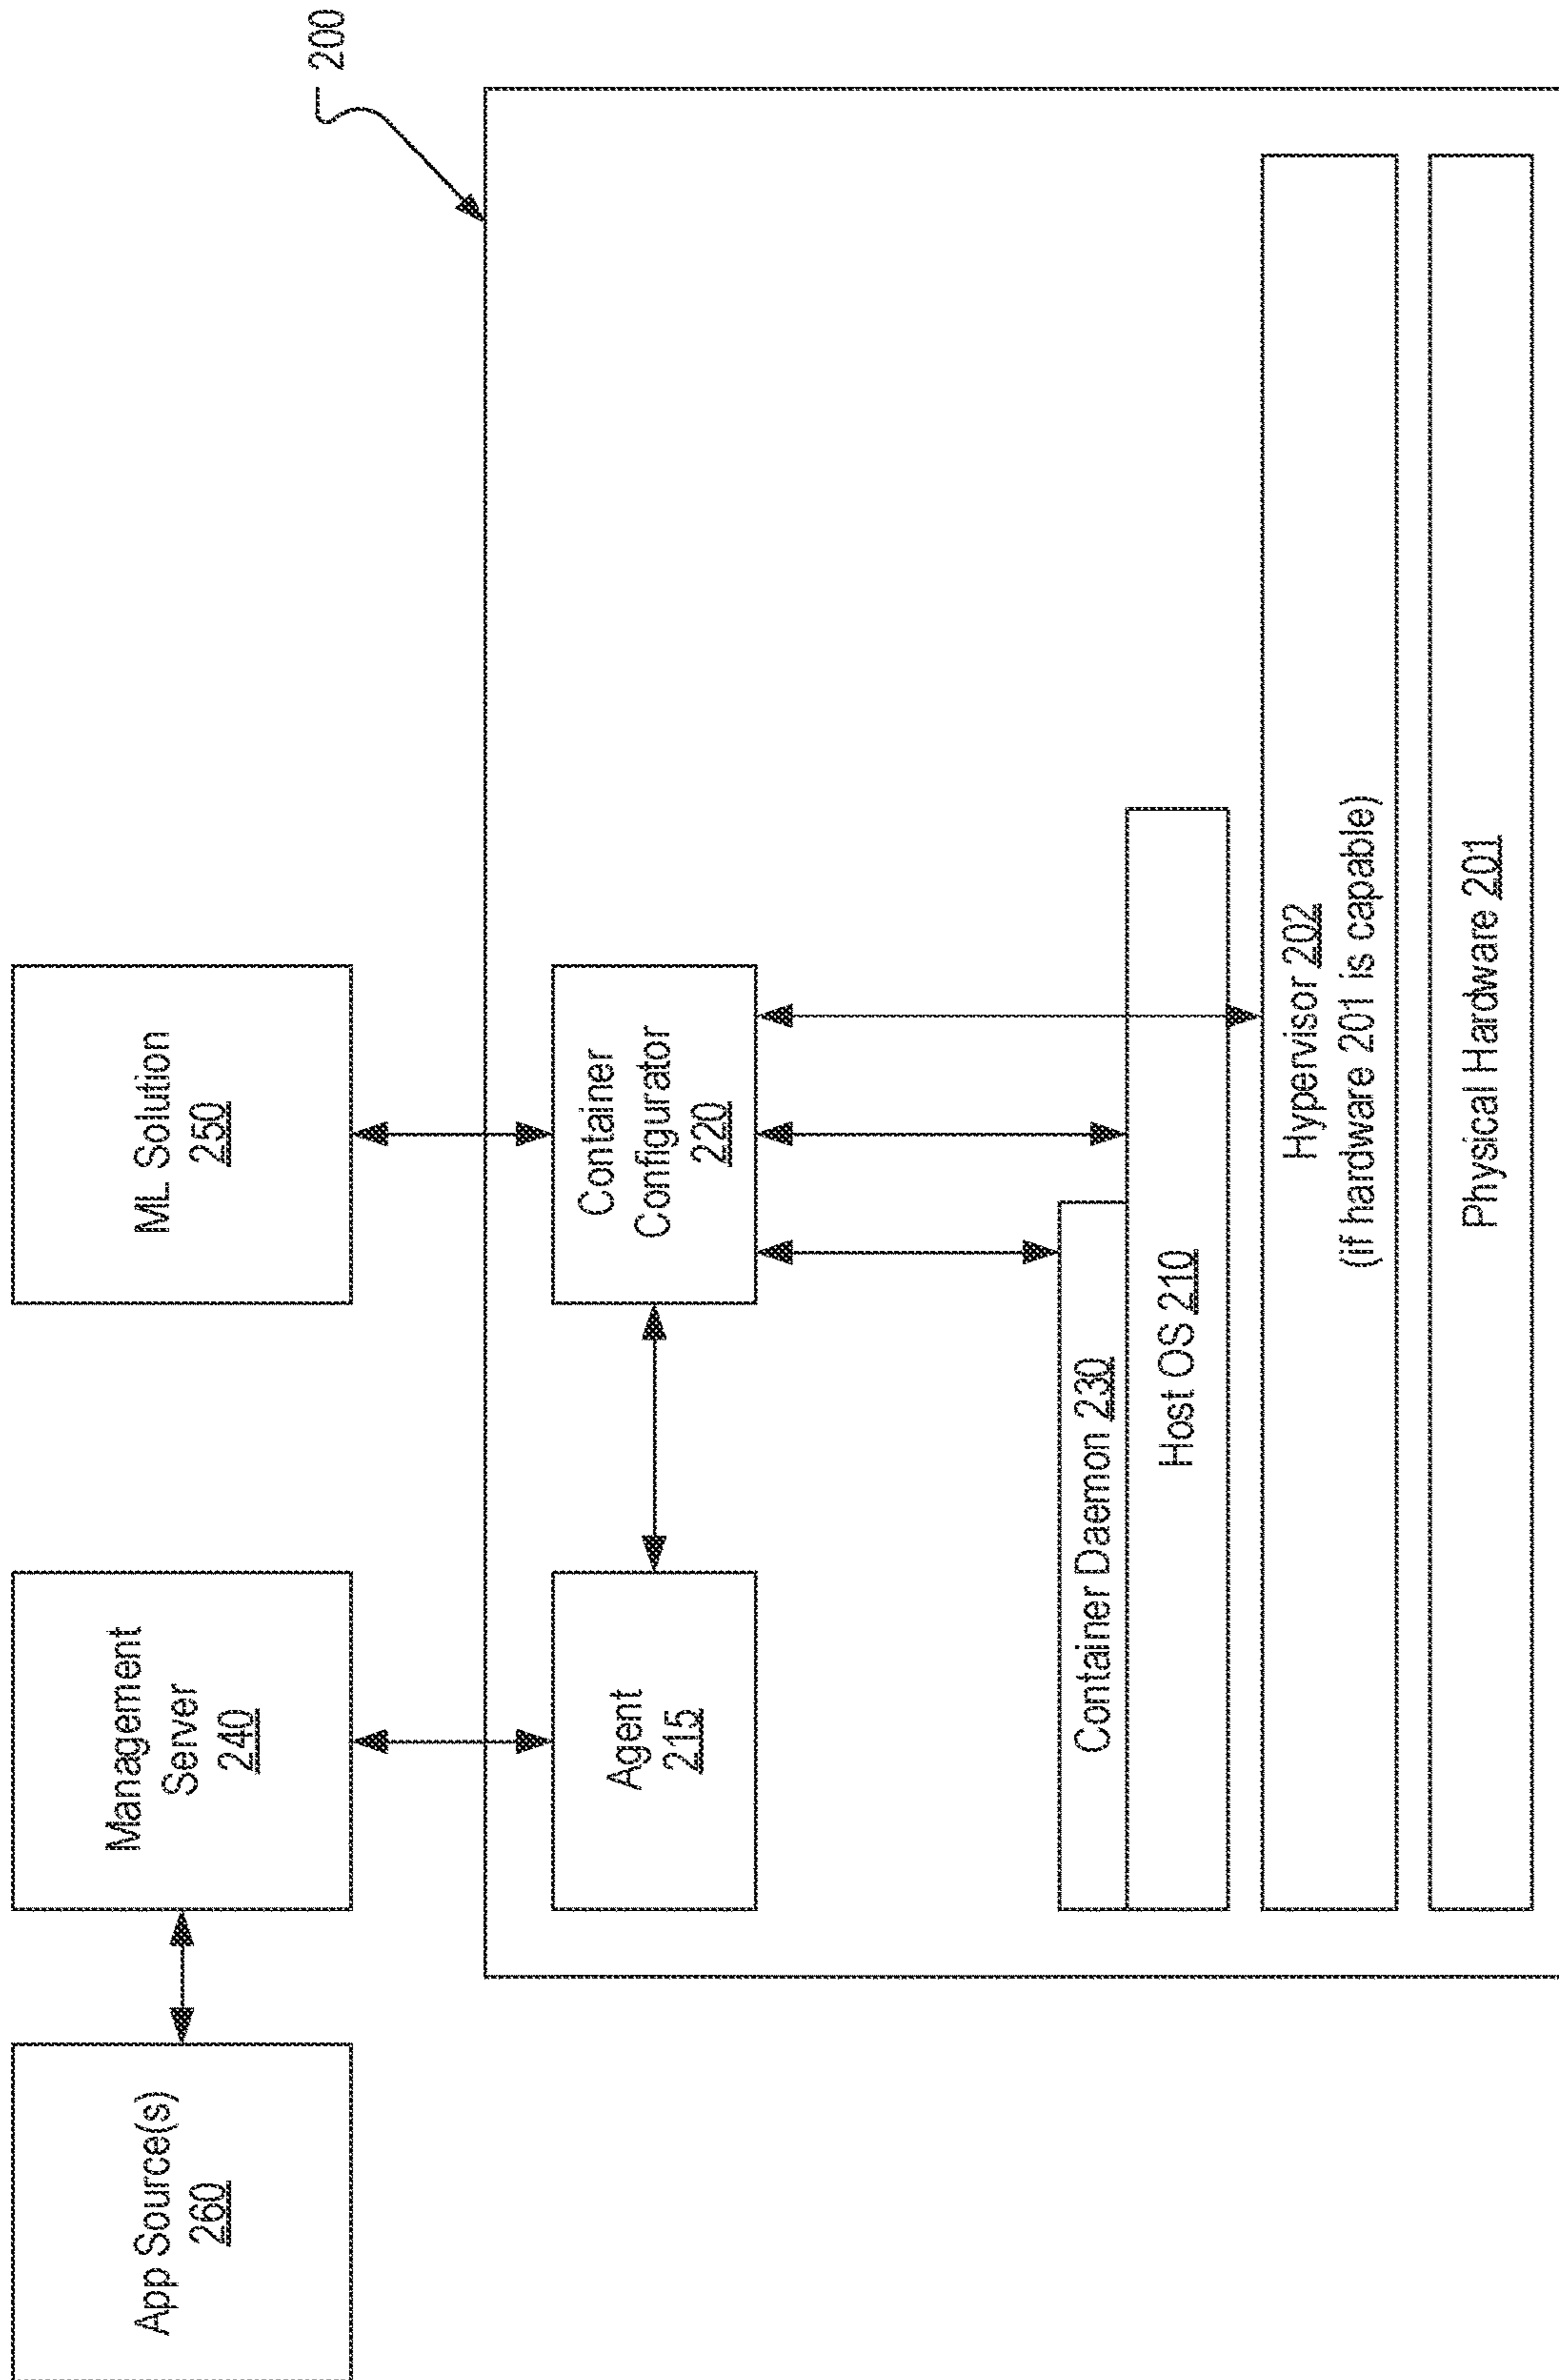 App Source(s)
260
Management
Server
240
ML Solution
250
200
Agent
215
Container
Configurator
220
Container Daemon 230
Host OS 210
Hypervisor 202
(if hardware 201 is capable)
Physical Hardware 201